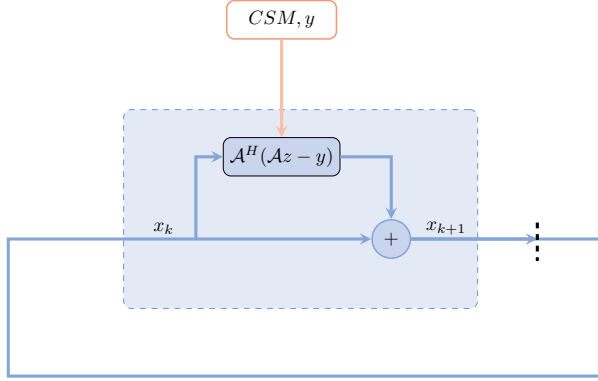 CSM, y
𝒜^H(𝒜z − y)
x_k
x_{k+1}
+